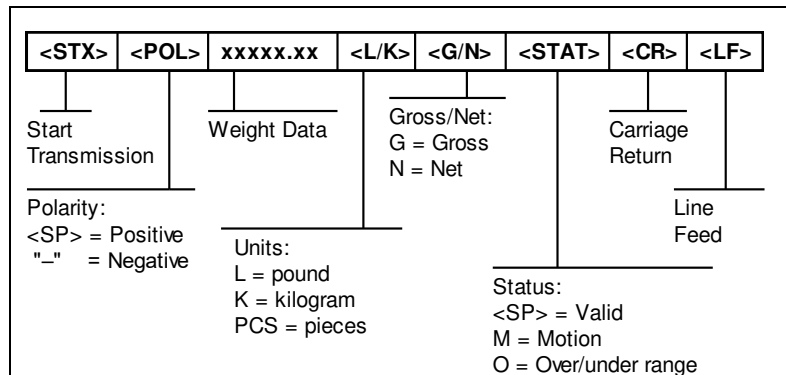 <STX> <POL> xxxxx.xx <L/K> <G/N> <STAT> <CR> <LF>
Start
Transmission
Weight Data
Gross/Net:
G = Gross
N = Net
Carriage
Return
Polarity:
<SP> = Positive
"–" = Negative
Units:
L = pound
K = kilogram
PCS = pieces
Line
Feed
Status:
<SP> = Valid
M = Motion
O = Over/under range